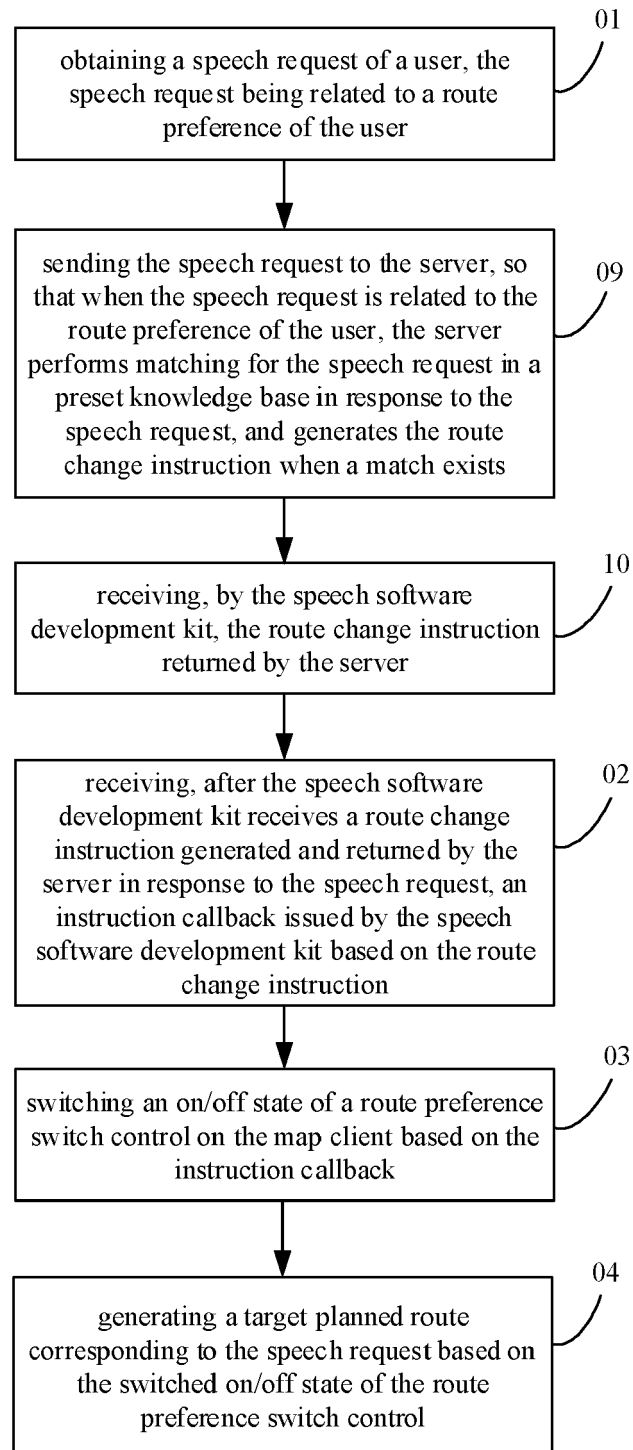 01
obtaining a speech request of a user, the
speech request being related to a route
preference of the user
09
sending the speech request to the server, so
that when the speech request is related to the
route preference of the user, the server
performs matching for the speech request in a
preset knowledge base in response to the
speech request, and generates the route
change instruction when a match exists
10
receiving, by the speech software
development kit, the route change instruction
returned by the server
02
receiving, after the speech software
development kit receives a route change
instruction generated and returned by the
server in response to the speech request, an
instruction callback issued by the speech
software development kit based on the route
change instruction
03
switching an on/off state of a route preference
switch control on the map client based on the
instruction callback
04
generating a target planned route
corresponding to the speech request based on
the switched on/off state of the route
preference switch control